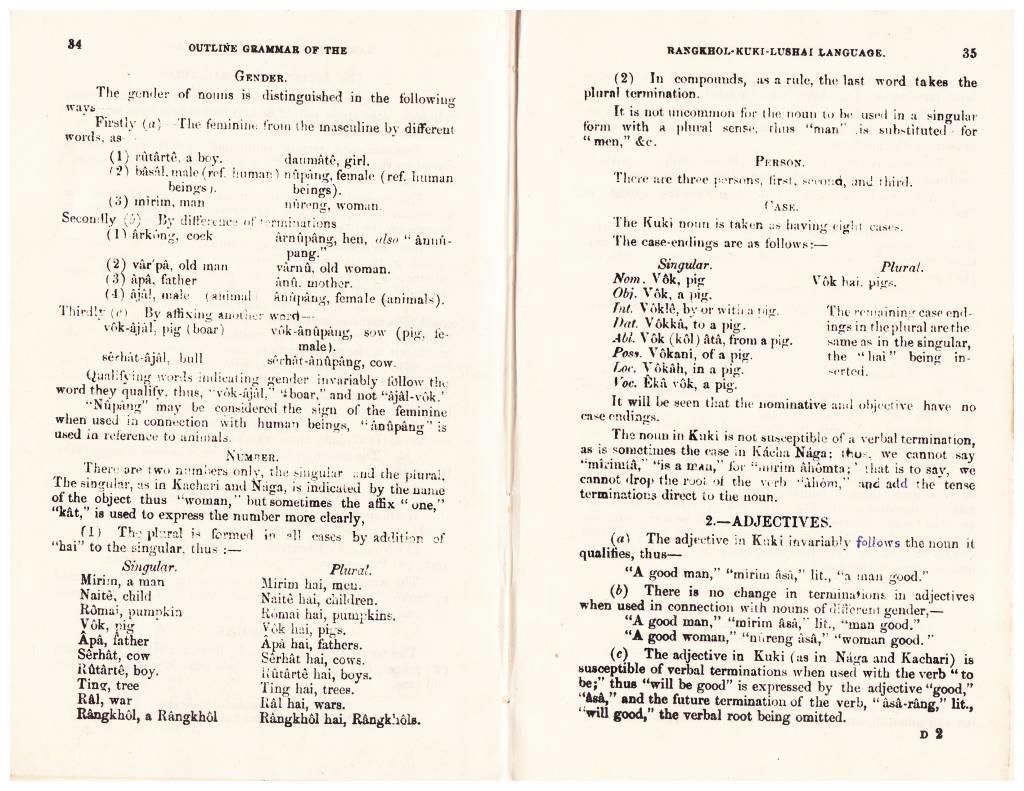 34
OUTLINE GRAMMAR OF THE
GENDER.
The gender of nouns is distinguished in the following
ways
Firstly (a) The feminine from the masculine by different
words, as
(1) rûtârtê, a boy. daumâtê, girl.
(2) bâsâl, male (ref. human nûpâng, female (ref. human
beings). beings).
(3) mirim, man nûreng, woman.
Secondly (b) By difference of terminations
(1) ârkông, cock ârnûpâng, hen, also "ânnû-
pang."
(2) vâr'pâ, old man vârnû, old woman.
(3) âpâ, father ânû, mother.
(4) âjâl, male (animal) ânûpâng, female (animals).
Thirdly (c) By affixing another word—
vôk-âjâl, pig (boar) vôk-ânûpâng, sow (pig, fe-
male).
sêrhât-âjâl, bull sêrhât-ânûpâng, cow.
Qualifying words indicating gender invariably follow the
word they qualify, thus, "vôk-âjâl," "boar," and not "âjâl-vôk."
"Nûpâng" may be considered the sign of the feminine
when used in connection with human beings, "ânûpâng" is
used in reference to animals.
NUMBER.
There are two numbers only, the singular and the plural.
The singular, as in Kachari and Nâga, is indicated by the name
of the object thus "woman," but sometimes the affix "one,"
"kât," is used to express the number more clearly,
(1) The plural is formed in all cases by addition of
"hai" to the singular, thus :—
Singular. Plural.
Mirim, a man Mirim hai, men.
Naitê, child Naitê hai, children.
Rômai, pumpkin Rômai hai, pumpkins.
Vôk, pig Vôk hai, pigs.
Âpâ, father Âpâ hai, fathers.
Sêrhât, cow Sêrhât hai, cows.
Rûtârtê, boy. Rûtârtê hai, boys.
Ting, tree Ting hai, trees.
Râl, war Râl hai, wars.
Rângkhôl, a Rângkhôl Rângkhôl hai, Rângkhôls.
RANGKHOL-KUKI-LUSHAI LANGUAGE. 35
(2) In compounds, as a rule, the last word takes the
plural termination.
It is not uncommon for the noun to be used in a singular
form with a plural sense, thus "man" is substituted for
"men," &c.
PERSON.
There are three persons, first, second, and third.
CASE.
The Kuki noun is taken as having eight cases.
The case-endings are as follows:—
Singular. Plural.
Nom. Vôk, pig Vôk hai, pigs.
Obj. Vôk, a pig.
Int. Vôklê, by or with a pig. The remaining case end-
Dat. Vôkkâ, to a pig. ings in the plural are the
Abl. Vôk (kôl) âtâ, from a pig. same as in the singular,
Poss. Vôkani, of a pig. the "hai" being in-
Loc. Vôkâh, in a pig. serted.
Voc. Êkâ vôk, a pig.
It will be seen that the nominative and objective have no
case endings.
The noun in Kuki is not susceptible of a verbal termination,
as is sometimes the case in Kâcha Nâga; thus, we cannot say
"mirimtâ," "is a man," for "mirim âhômta;" that is to say, we
cannot drop the root of the verb "âhôm," and add the tense
terminations direct to the noun.
2.—ADJECTIVES.
(a) The adjective in Kuki invariably follows the noun it
qualifies, thus—
"A good man," "mirim âsâ," lit., "a man good."
(b) There is no change in terminations in adjectives
when used in connection with nouns of different gender,—
"A good man," "mirim âsâ," lit., "man good."
"A good woman," "nûreng âsâ," "woman good."
(c) The adjective in Kuki (as in Nâga and Kachari) is
susceptible of verbal terminations when used with the verb "to
be;" thus "will be good" is expressed by the adjective "good,"
"âsâ," and the future termination of the verb, "âsâ-râng," lit.,
"will good," the verbal root being omitted.
D 2